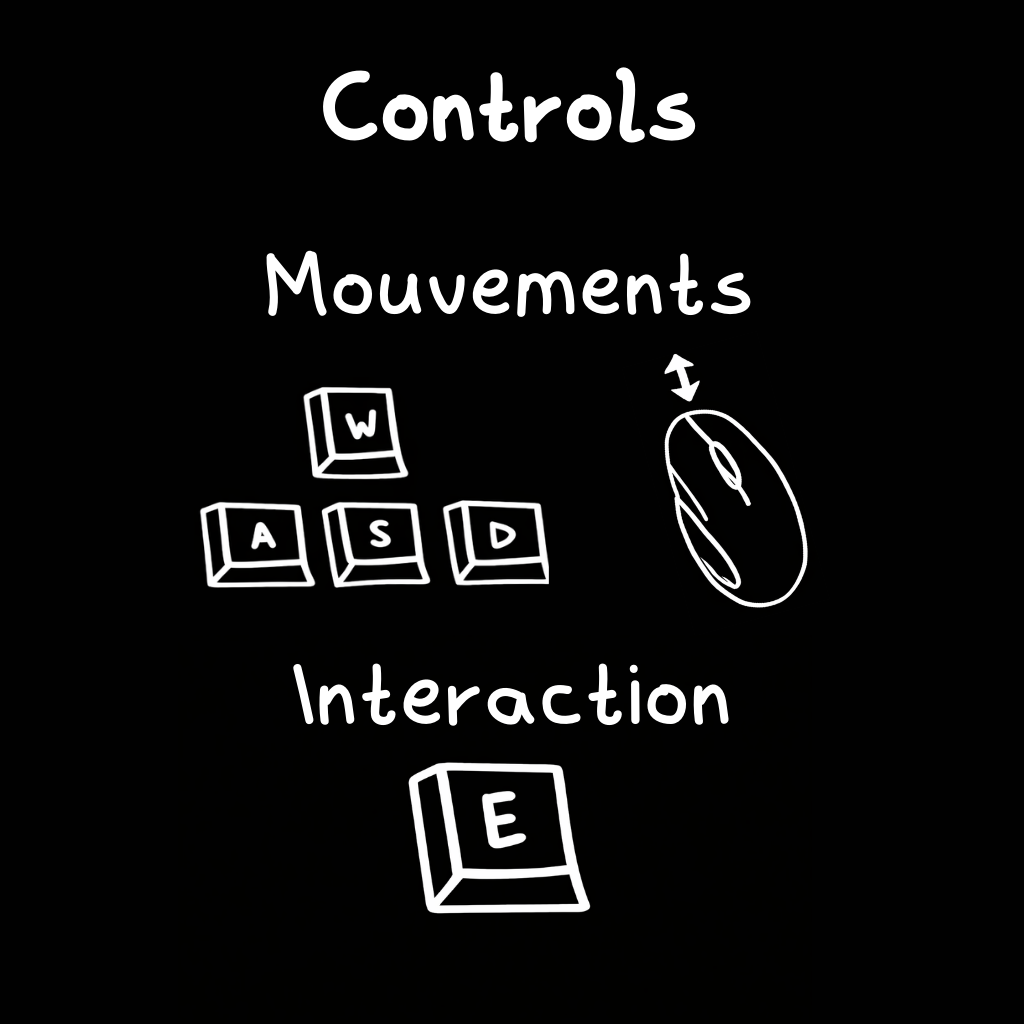 Controls
Mouvements
W
A S D
Interaction
E